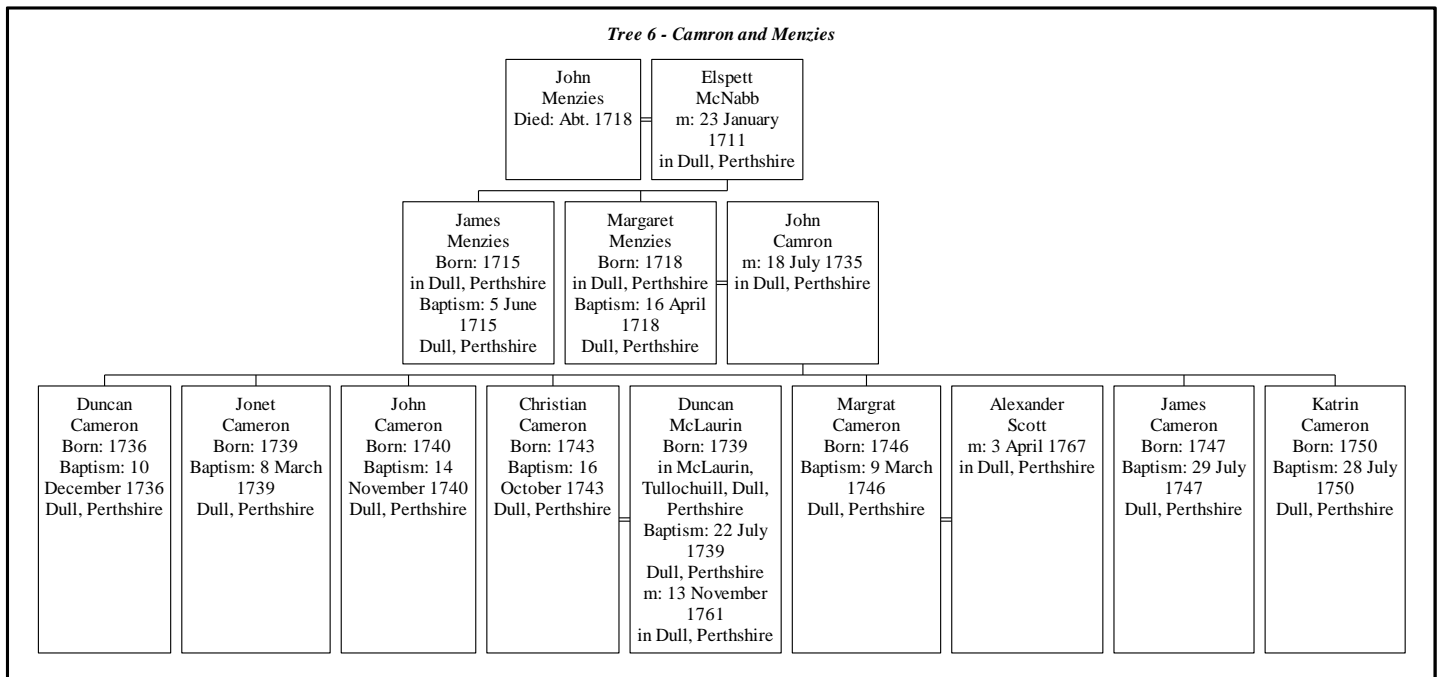 Tree 6 - Camron and Menzies
John
Menzies
Died: Abt. 1718
Elspett
McNabb
m: 23 January
1711
in Dull, Perthshire
James
Menzies
Born: 1715
in Dull, Perthshire
Baptism: 5 June
1715
Dull, Perthshire
Margaret
Menzies
Born: 1718
in Dull, Perthshire
Baptism: 16 April
1718
Dull, Perthshire
John
Camron
m: 18 July 1735
in Dull, Perthshire
Duncan
Cameron
Born: 1736
Baptism: 10
December 1736
Dull, Perthshire
Jonet
Cameron
Born: 1739
Baptism: 8 March
1739
Dull, Perthshire
John
Cameron
Born: 1740
Baptism: 14
November 1740
Dull, Perthshire
Christian
Cameron
Born: 1743
Baptism: 16
October 1743
Dull, Perthshire
Duncan
McLaurin
Born: 1739
in McLaurin,
Tullochuill, Dull,
Perthshire
Baptism: 22 July
1739
Dull, Perthshire
m: 13 November
1761
in Dull, Perthshire
Margrat
Cameron
Born: 1746
Baptism: 9 March
1746
Dull, Perthshire
Alexander
Scott
m: 3 April 1767
in Dull, Perthshire
James
Cameron
Born: 1747
Baptism: 29 July
1747
Dull, Perthshire
Katrin
Cameron
Born: 1750
Baptism: 28 July
1750
Dull, Perthshire